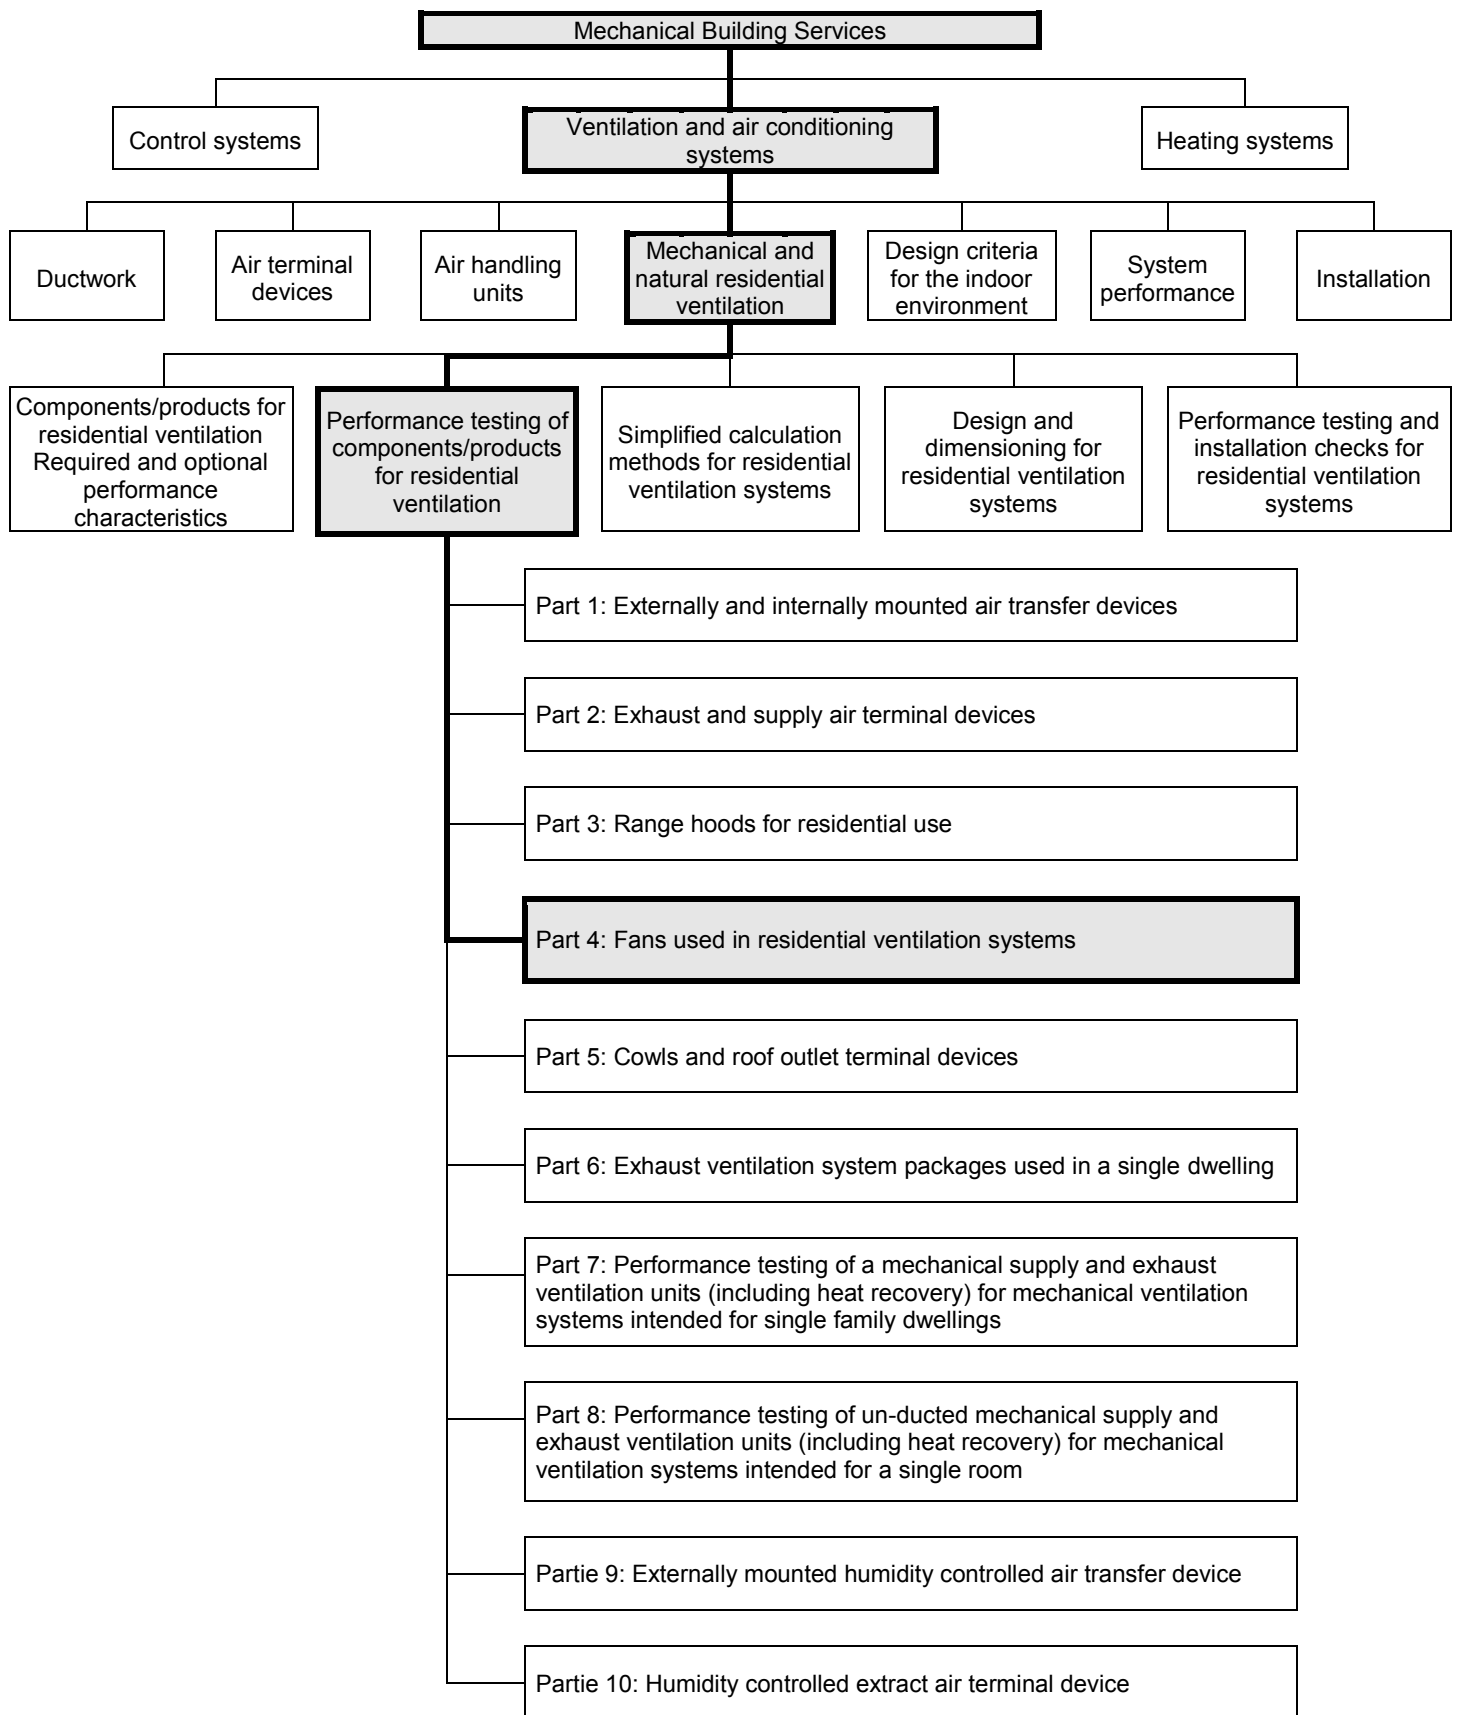 Mechanical Building Services
Control systems
Ventilation and air conditioning
systems
Heating systems
Ductwork
Air terminal
devices
Air handling
units
Mechanical and
natural residential
ventilation
Design criteria
for the indoor
environment
System
performance
Installation
Components/products for
residential ventilation
Required and optional
performance
characteristics
Performance testing of
components/products
for residential
ventilation
Simplified calculation
methods for residential
ventilation systems
Design and
dimensioning for
residential ventilation
systems
Performance testing and
installation checks for
residential ventilation
systems
Part 1: Externally and internally mounted air transfer devices
Part 2: Exhaust and supply air terminal devices
Part 3: Range hoods for residential use
Part 4: Fans used in residential ventilation systems
Part 5: Cowls and roof outlet terminal devices
Part 6: Exhaust ventilation system packages used in a single dwelling
Part 7: Performance testing of a mechanical supply and exhaust
ventilation units (including heat recovery) for mechanical ventilation
systems intended for single family dwellings
Part 8: Performance testing of un-ducted mechanical supply and
exhaust ventilation units (including heat recovery) for mechanical
ventilation systems intended for a single room
Partie 9: Externally mounted humidity controlled air transfer device
Partie 10: Humidity controlled extract air terminal device